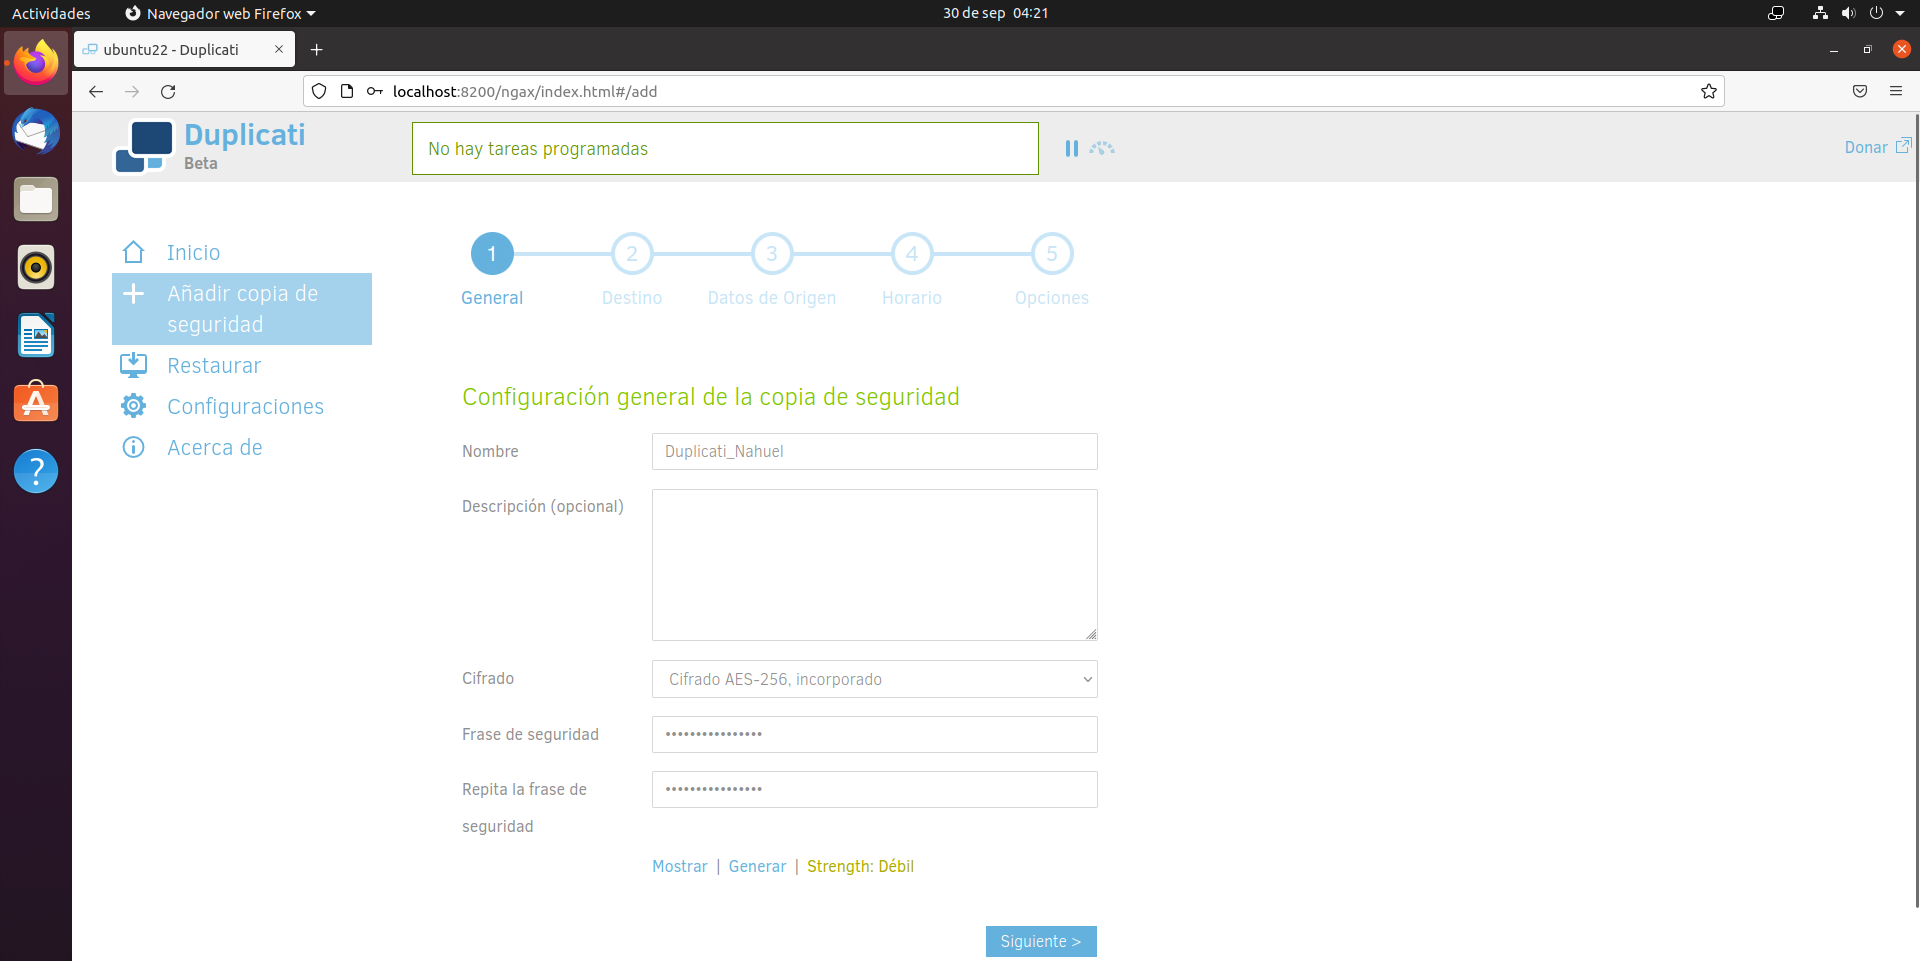 Actividades
Navegador web Firefox
30 de sep 04:21
ubuntu22 - Duplicati
localhost:8200/ngax/index.html#/add
Duplicati
Beta
No hay tareas programadas
Donar
Inicio
Añadir copia de
seguridad
Restaurar
Configuraciones
Acerca de
1
2
3
4
5
General
Destino
Datos de Origen
Horario
Opciones
Configuración general de la copia de seguridad
Nombre
Duplicati_Nahuel
Descripción (opcional)
Cifrado
Cifrado AES-256, incorporado
Frase de seguridad
••••••••••••••••
Repita la frase de
seguridad
••••••••••••••••
Mostrar | Generar | Strength: Débil
Siguiente >